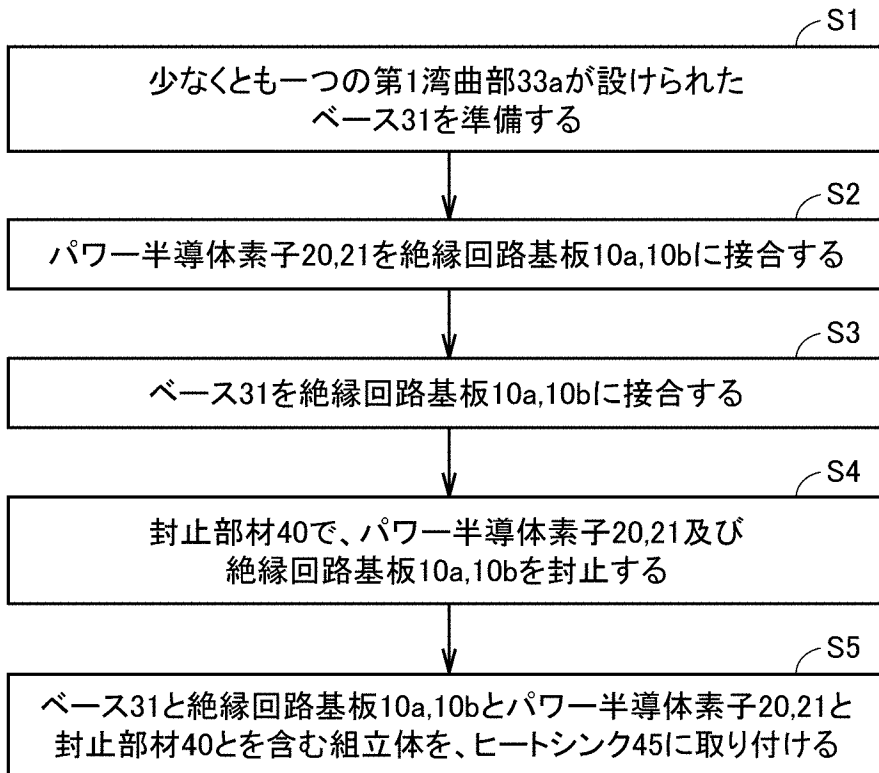 S1
少なくとも一つの第1湾曲部33aが設けられた
ベース31を準備する
S2
パワー半導体素子20,21を絶縁回路基板10a,10bに接合する
S3
ベース31を絶縁回路基板10a,10bに接合する
S4
封止部材40で、パワー半導体素子20,21及び
絶縁回路基板10a,10bを封止する
S5
ベース31と絶縁回路基板10a,10bとパワー半導体素子20,21と
封止部材40とを含む組立体を、ヒートシンク45に取り付ける